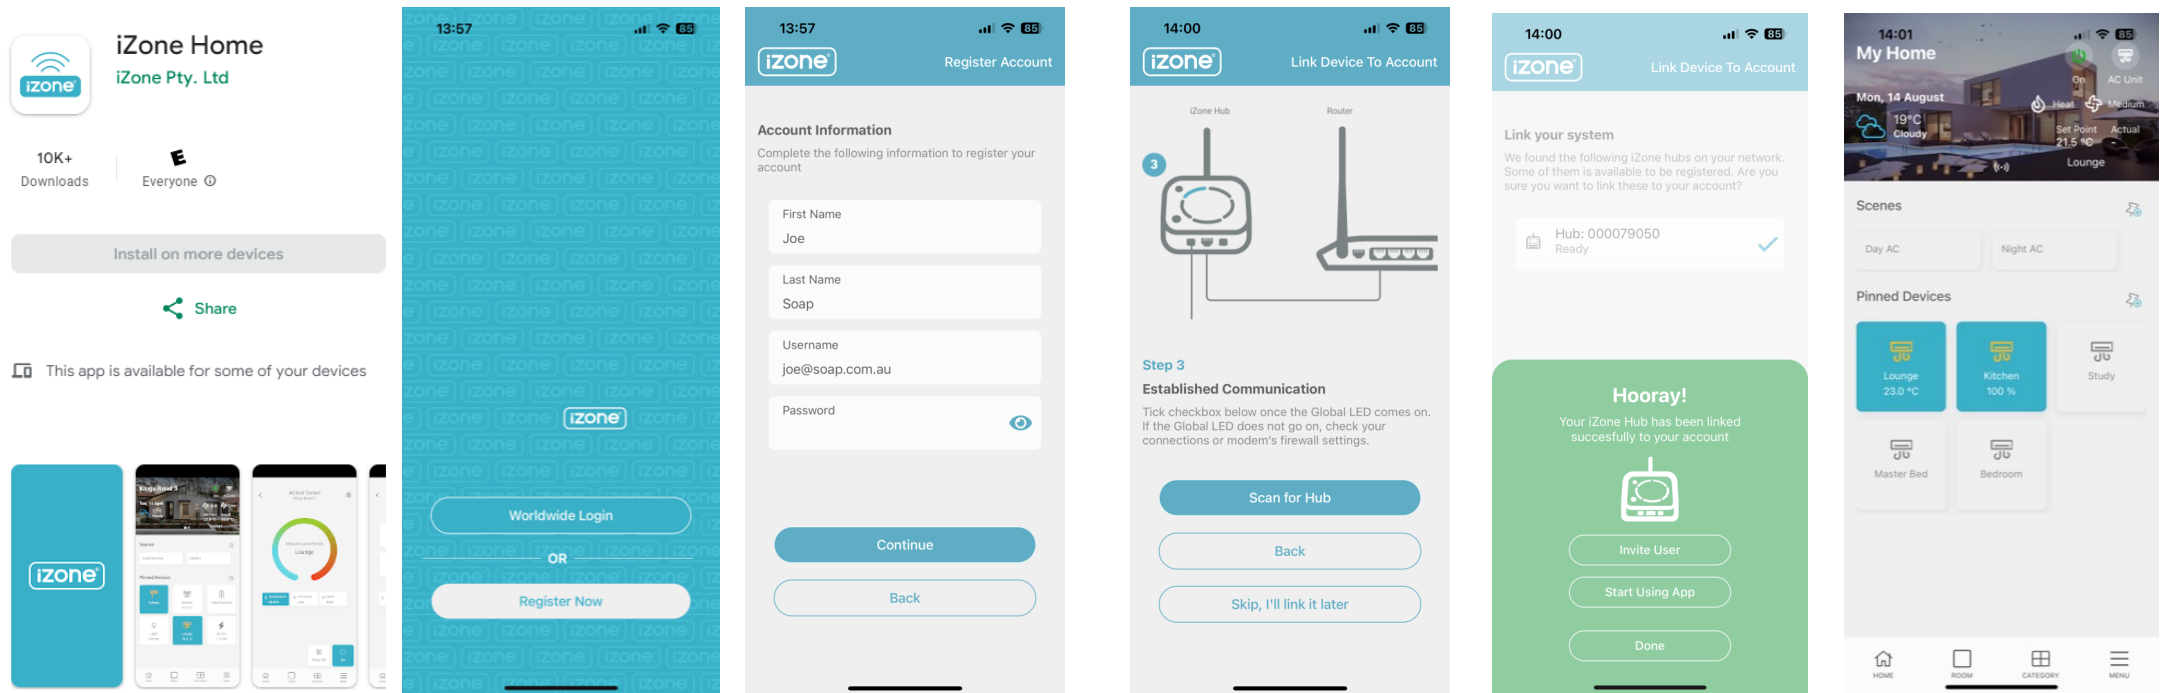 iZone Home
iZone Pty. Ltd
iZone
10K+
Downloads
E
Everyone
Install on more devices
Share
This app is available for some of your devices
iZone
Kings Road 3
Lounge
13:57
85
iZone
Worldwide Login
OR
Register Now
13:57
85
iZone
Register Account
Account Information
Complete the following information to register your
account
First Name
Joe
Last Name
Soap
Username
joe@soap.com.au
Password
Continue
Back
14:00
85
iZone
Link Device To Account
iZone Hub
Router
3
Step 3
Established Communication
Tick checkbox below once the Global LED comes on.
If the Global LED does not go on, check your
connections or modem's firewall settings.
Scan for Hub
Back
Skip, I'll link it later
14:00
85
iZone
Link Device To Account
Link your system
We found the following iZone hubs on your network.
Some of them is available to be registered. Are you
sure you want to link these to your account?
Hub: 000079050
Ready
Hooray!
Your iZone Hub has been linked
succesfully to your account
Invite User
Start Using App
Done
14:01
85
My Home
On
AC Unit
Mon, 14 August
19°C
Cloudy
Heat
Medium
Set Point
Actual
21.5 °C
-
Lounge
Scenes
Day AC
Night AC
Pinned Devices
Lounge
23.0 °C
Kitchen
100 %
Study
Master Bed
Bedroom
HOME
ROOM
CATEGORY
MENU